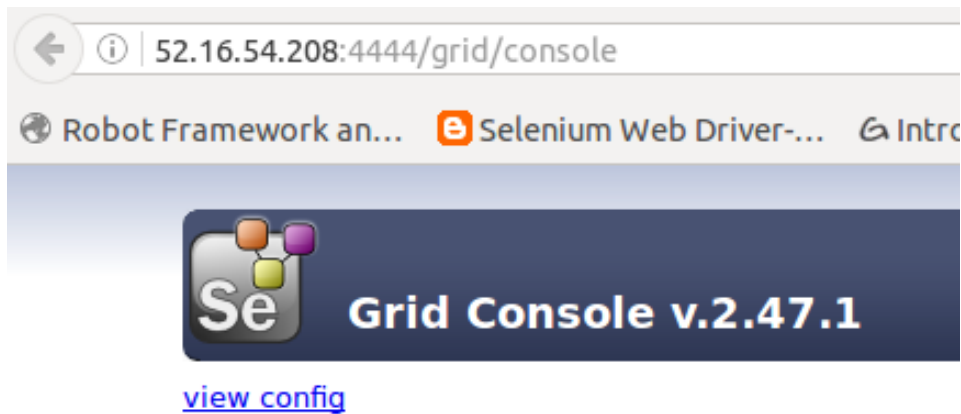 52.16.54.208:4444/grid/console
Robot Framework an... Selenium Web Driver-... Intro
Se
Grid Console v.2.47.1
view config